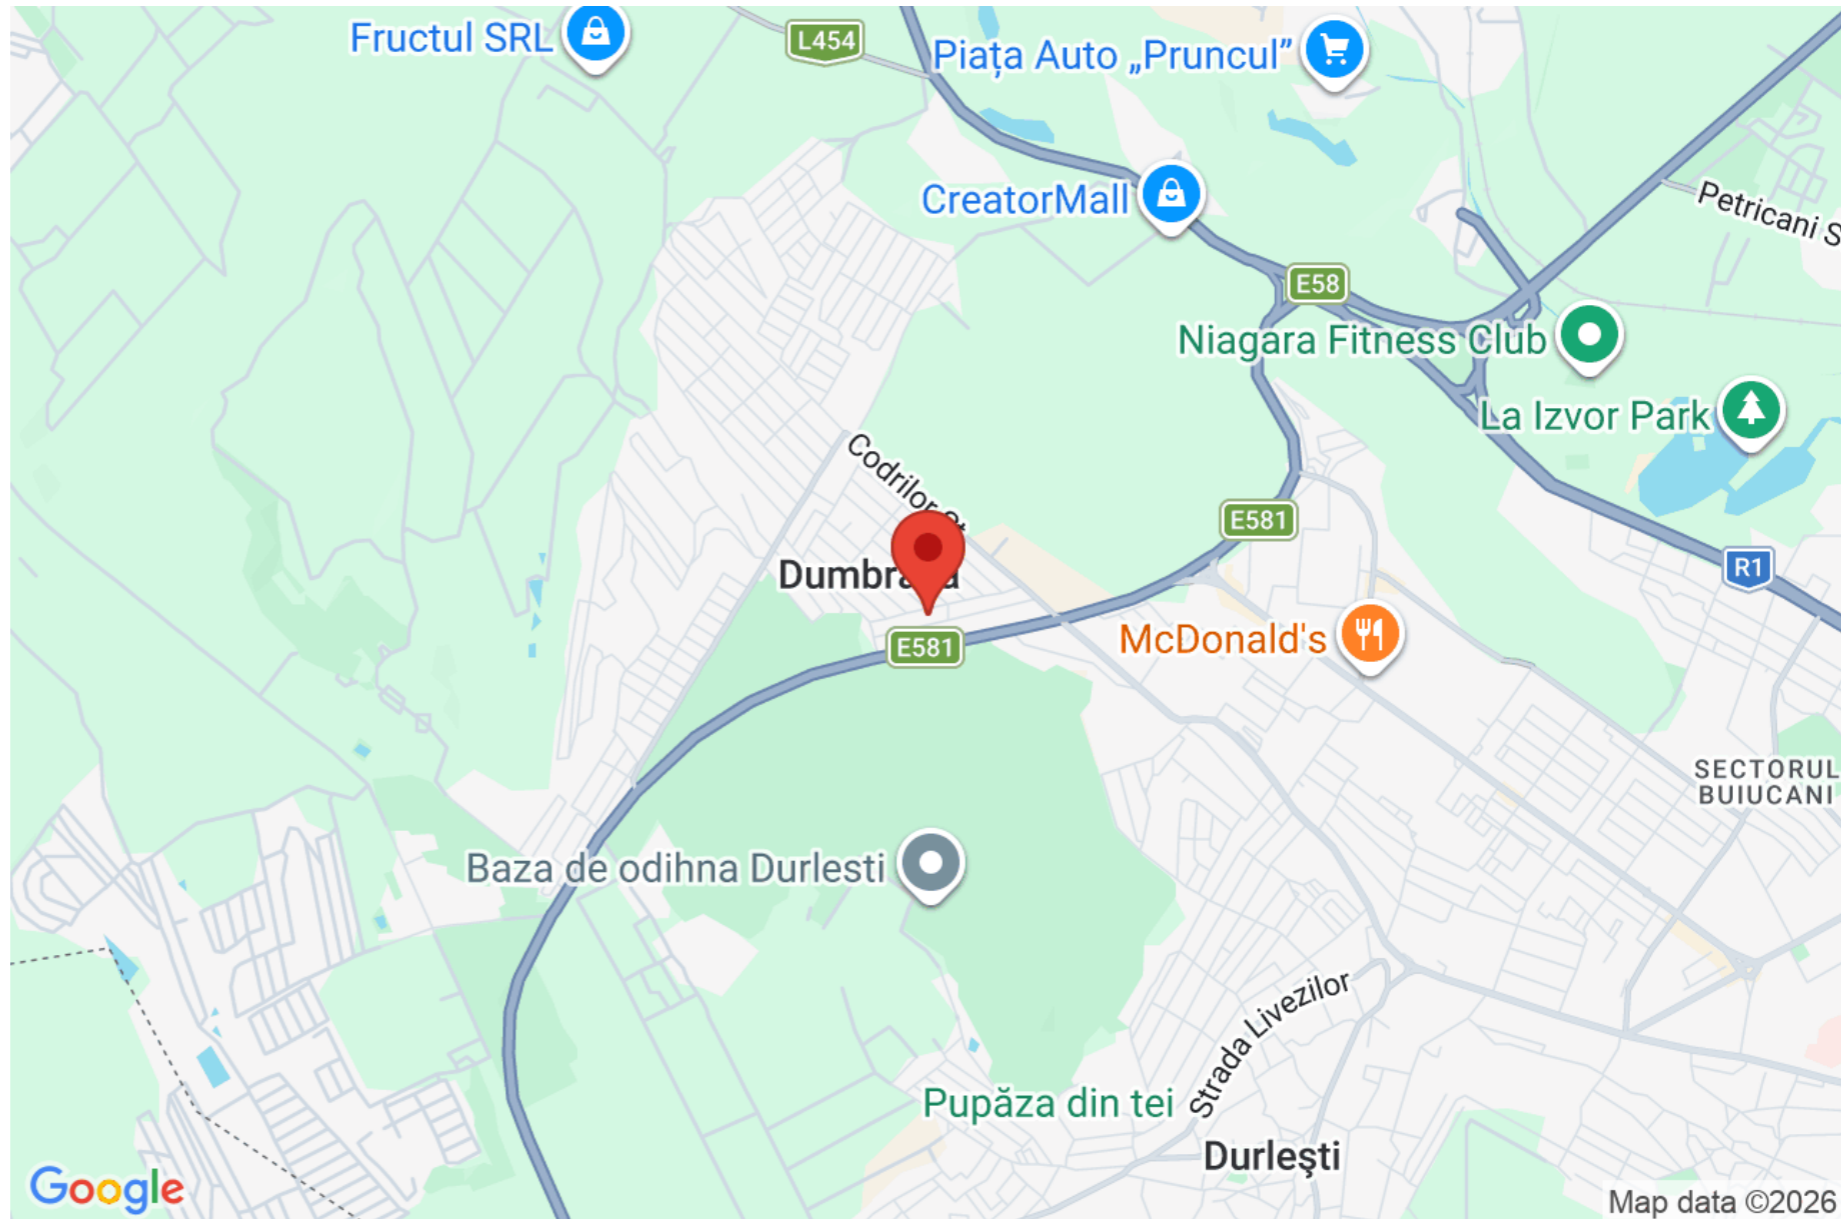 Fructul SRL
L454
Piața Auto „Pruncul”
CreatorMall
Petricani S
E58
Niagara Fitness Club
La Izvor Park
Codrilor St
E581
R1
E581
McDonald's
SECTORUL
BUIUCANI
Baza de odihna Durlesti
Strada Livezilor
Pupăza din tei
Durleşti
Google
Map data ©2026